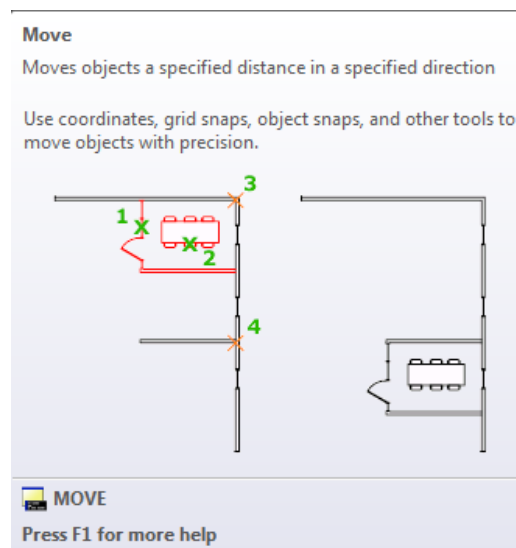 Move
Moves objects a specified distance in a specified direction
Use coordinates, grid snaps, object snaps, and other tools to
move objects with precision.
3
1
2
4
MOVE
Press F1 for more help